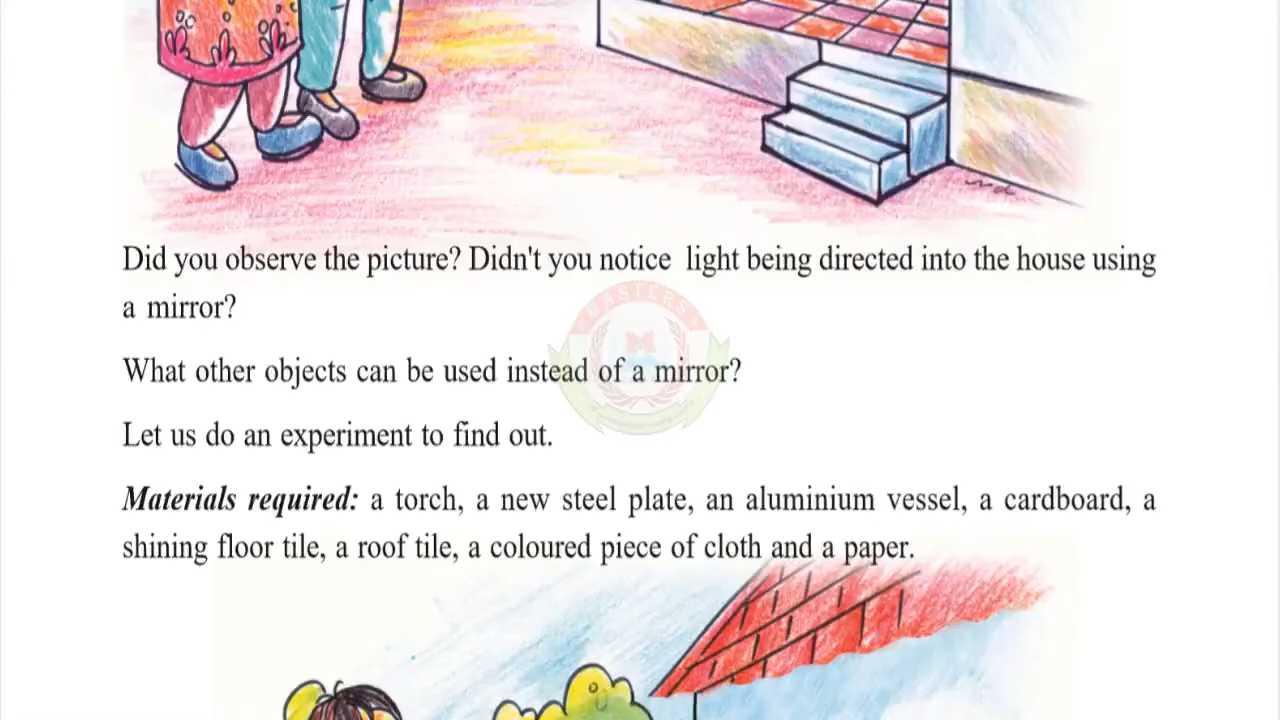 Did you observe the picture? Didn't you notice light being directed into the house using
a mirror?
What other objects can be used instead of a mirror?
Let us do an experiment to find out.
Materials required: a torch, a new steel plate, an aluminium vessel, a cardboard, a
shining floor tile, a roof tile, a coloured piece of cloth and a paper.
MASTERS
M